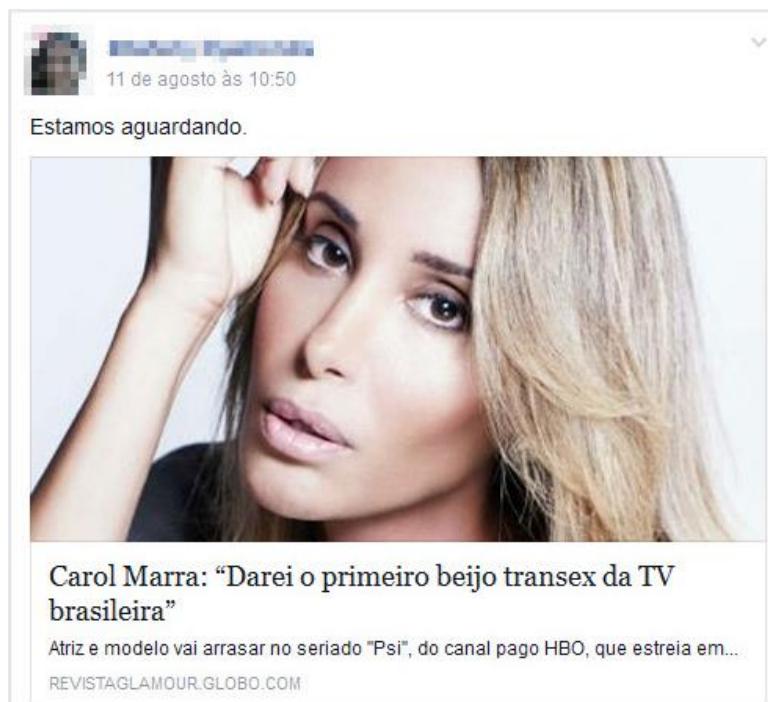 11 de agosto às 10:50
Estamos aguardando.
Carol Marra: “Darei o primeiro beijo transex da TV
brasileira”
Atriz e modelo vai arrasar no seriado "Psi", do canal pago HBO, que estreia em...
REVISTAGLAMOUR.GLOBO.COM